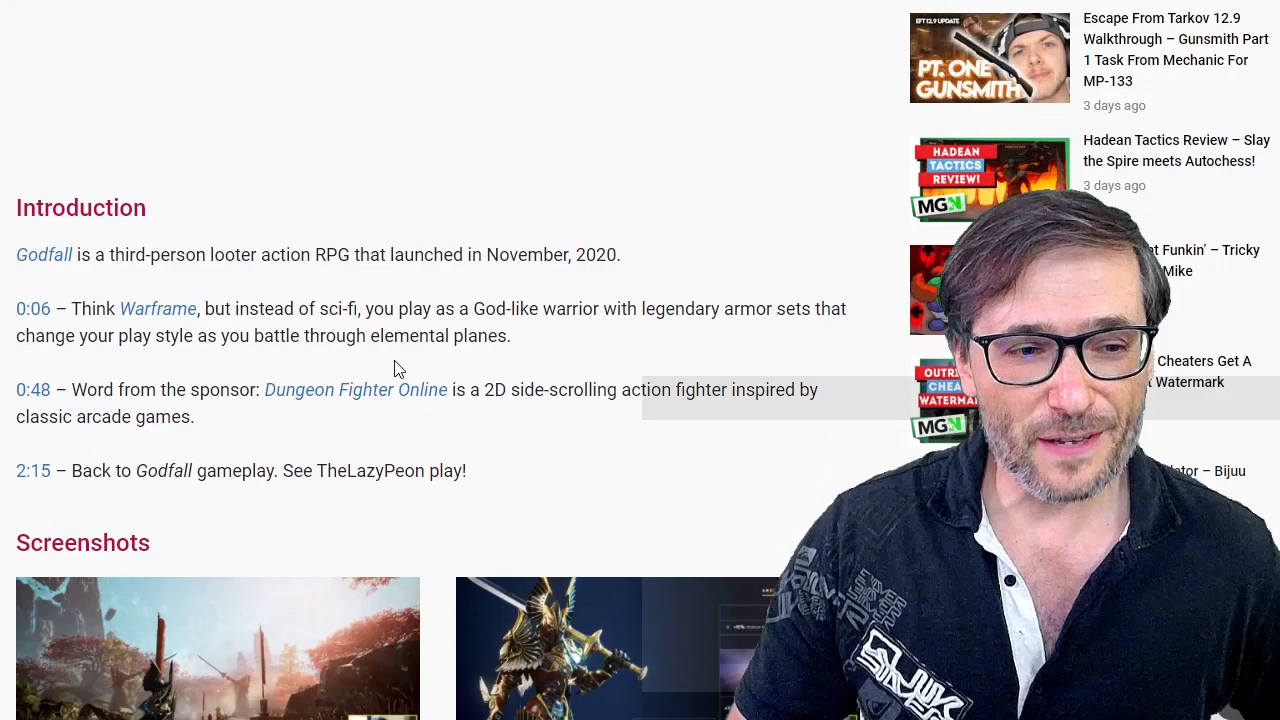 Introduction
Godfall is a third-person looter action RPG that launched in November, 2020.
0:06 – Think Warframe, but instead of sci-fi, you play as a God-like warrior with legendary armor sets that
change your play style as you battle through elemental planes.
0:48 – Word from the sponsor: Dungeon Fighter Online is a 2D side-scrolling action fighter inspired by
classic arcade games.
2:15 – Back to Godfall gameplay. See TheLazyPeon play!
Screenshots
EFT 12.9 UPDATE
PT. ONE
GUNSMITH
Escape From Tarkov 12.9
Walkthrough – Gunsmith Part
1 Task From Mechanic For
MP-133
3 days ago
HADEAN
TACTICS
REVIEW!
MGN
Hadean Tactics Review – Slay
the Spire meets Autochess!
3 days ago
Funkin' – Tricky
Mike
MGN
Cheaters Get A
Watermark
– Bijuu